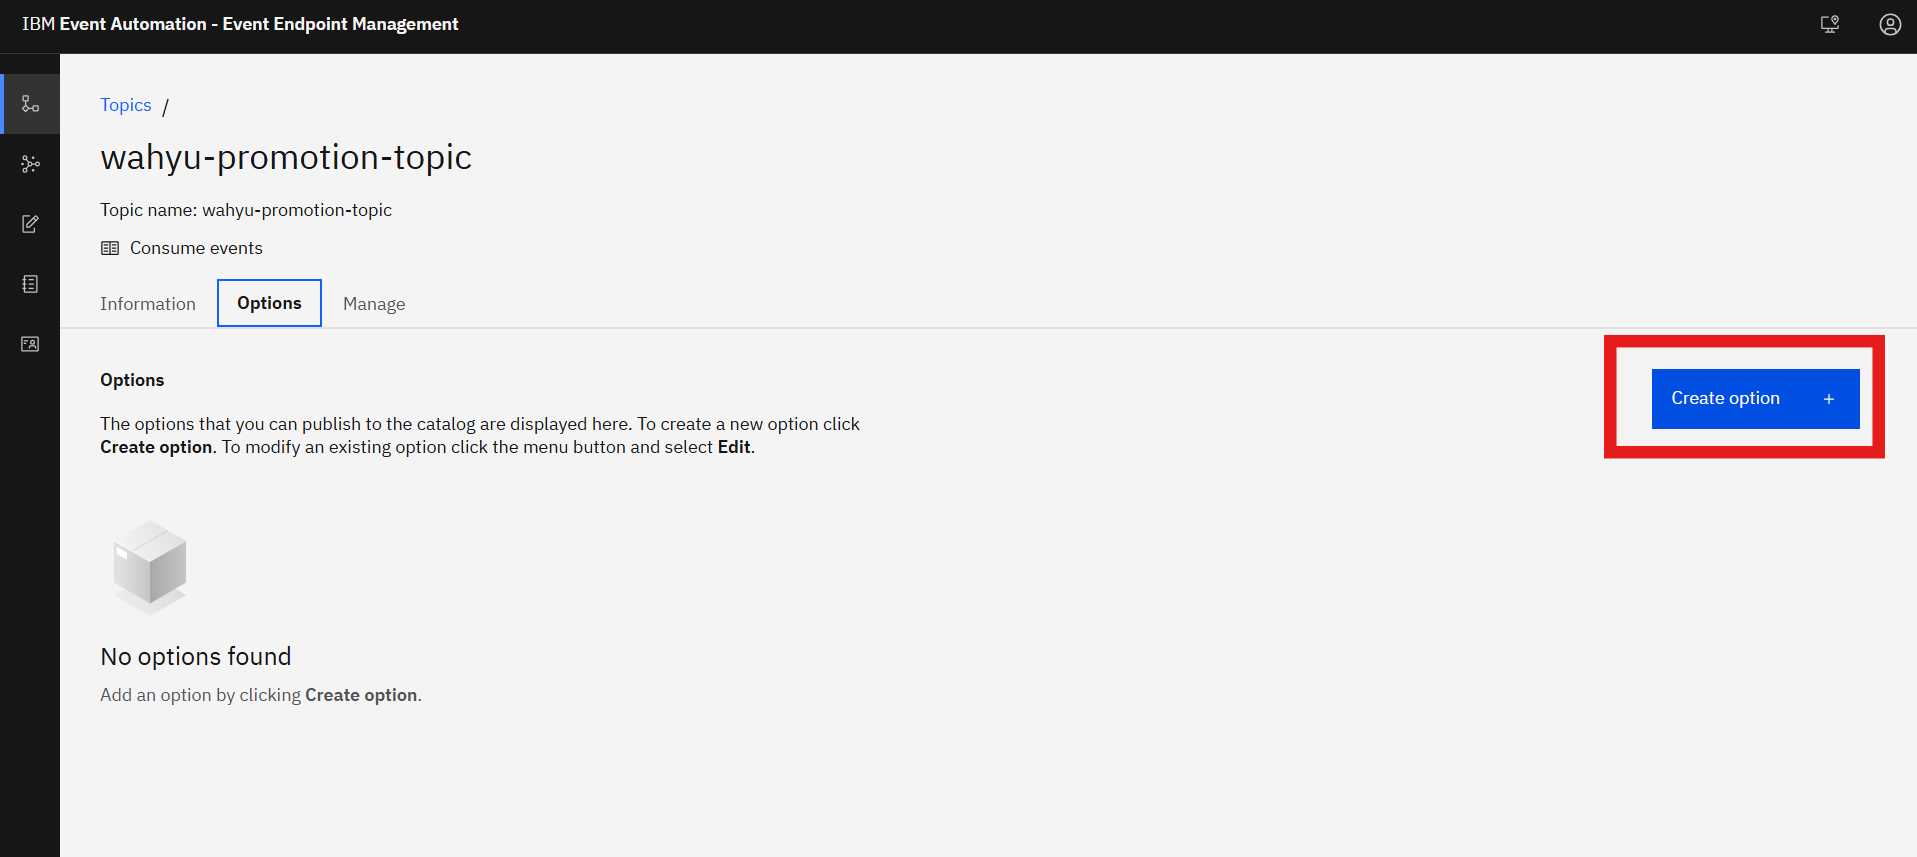 IBM Event Automation - Event Endpoint Management
Topics /
wahyu-promotion-topic
Topic name: wahyu-promotion-topic
Consume events
Information Options Manage
Options
Create option +
The options that you can publish to the catalog are displayed here. To create a new option click
Create option. To modify an existing option click the menu button and select Edit.
No options found
Add an option by clicking Create option.